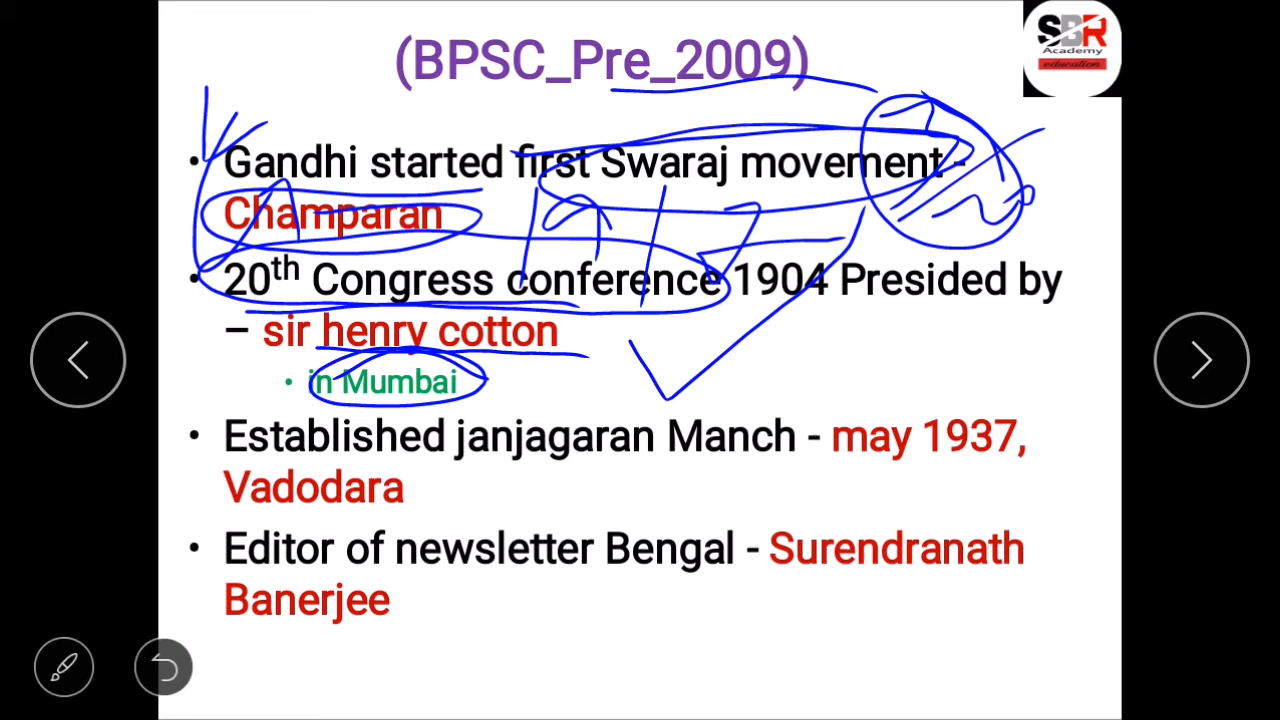 SBR
Academy
education
(BPSC_Pre_2009)
• Gandhi started first Swaraj movement -
Champaran
1917
• 20th Congress conference 1904 Presided by
– sir henry cotton
• in Mumbai
• Established janjagaran Manch - may 1937,
Vadodara
• Editor of newsletter Bengal - Surendranath
Banerjee